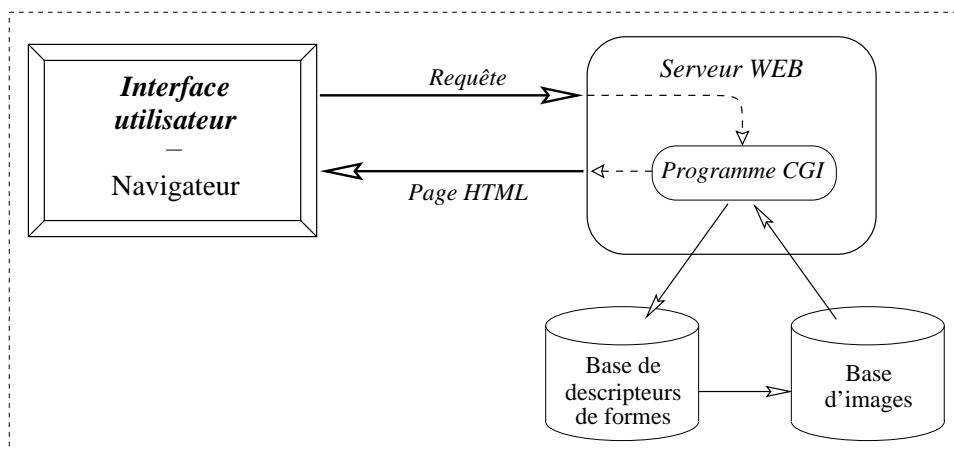 Interface
utilisateur
–
Navigateur
Requête
Page HTML
Serveur WEB
Programme CGI
Base de
descripteurs
de formes
Base
d'images